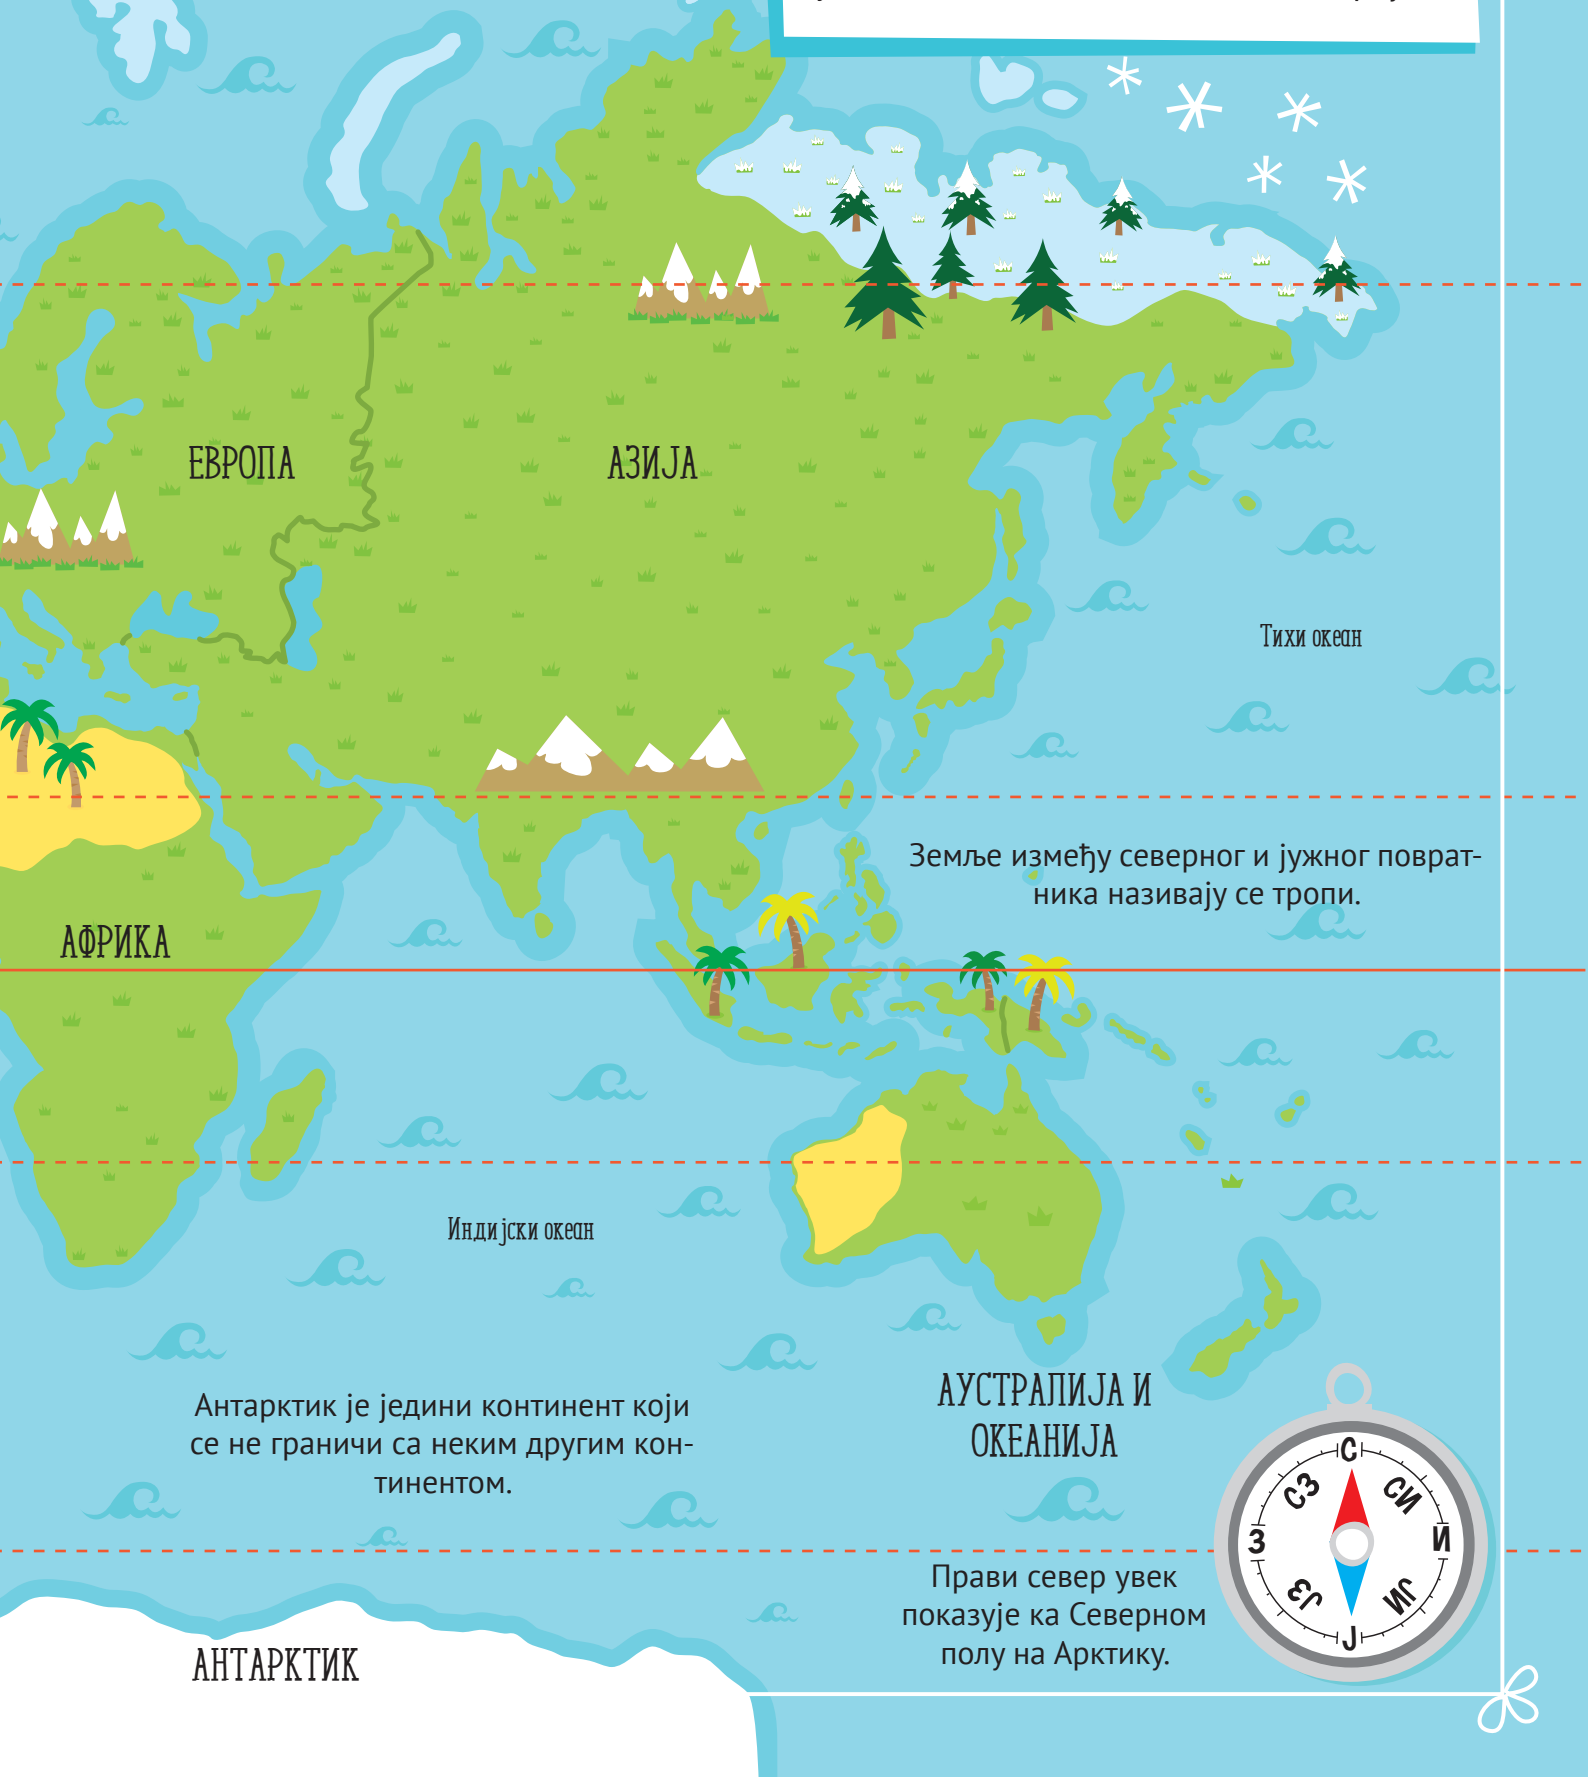 ЕВРОПА
АЗИЈА
Тихи океан
Земље између северног и јужног поврат-
ника називају се тропи.
АФРИКА
Индијски океан
Антарктик је једини континент који
се не граничи са неким другим кон-
тинентом.
АУСТРАЛИЈА И
ОКЕАНИЈА
С
СЗ
СИ
З
И
ЈЗ
ЈИ
Ј
Прави север увек
показује ка Северном
полу на Арктику.
АНТАРКТИК